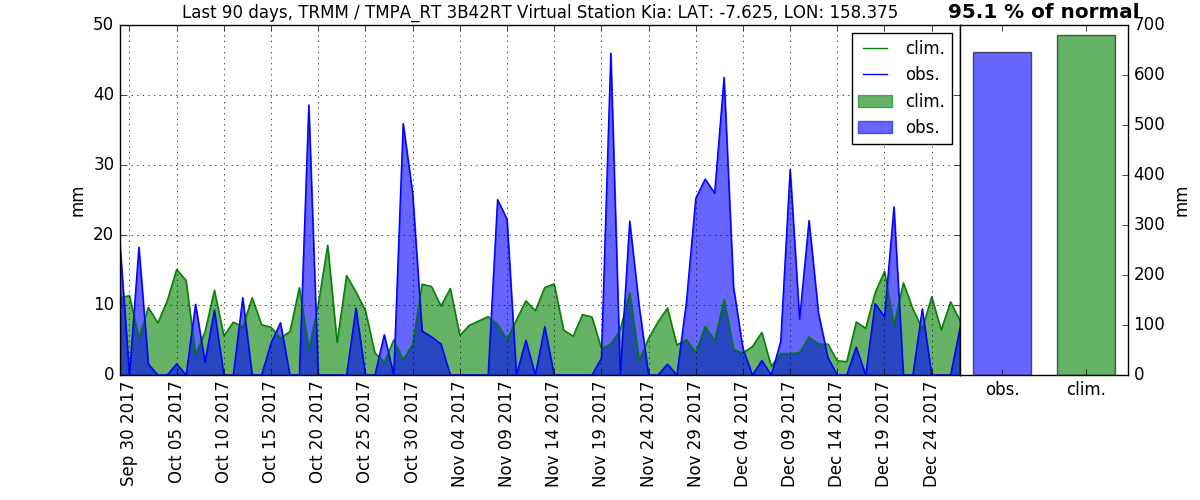 Last 90 days, TRMM / TMPA_RT 3B42RT Virtual Station Kia: LAT: -7.625, LON: 158.375
95.1 % of normal
50
40
30
20
10
0
mm
clim.
obs.
clim.
obs.
700
600
500
400
300
200
100
0
mm
Sep 30 2017
Oct 05 2017
Oct 10 2017
Oct 15 2017
Oct 20 2017
Oct 25 2017
Oct 30 2017
Nov 04 2017
Nov 09 2017
Nov 14 2017
Nov 19 2017
Nov 24 2017
Nov 29 2017
Dec 04 2017
Dec 09 2017
Dec 14 2017
Dec 19 2017
Dec 24 2017
obs.
clim.